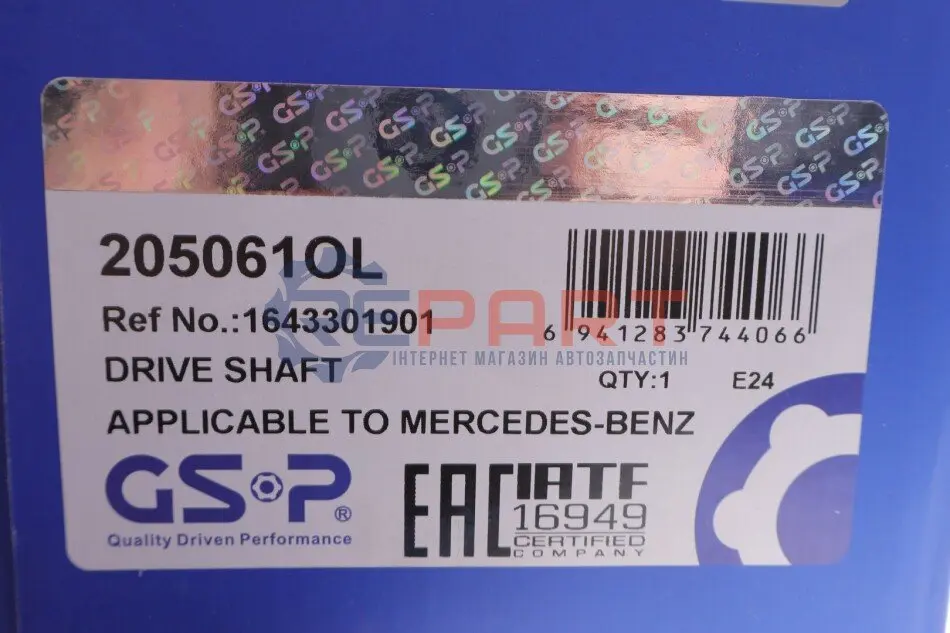 205061OL
Ref No.:1643301901
6 941283 744066
REPART
ІНТЕРНЕТ МАГАЗИН АВТОЗАПЧАСТИН
DRIVE SHAFT
QTY:1 E24
APPLICABLE TO MERCEDES-BENZ
GSP®
Quality Driven Performance
EAC
IATF
16949
CERTIFIED
COMPANY